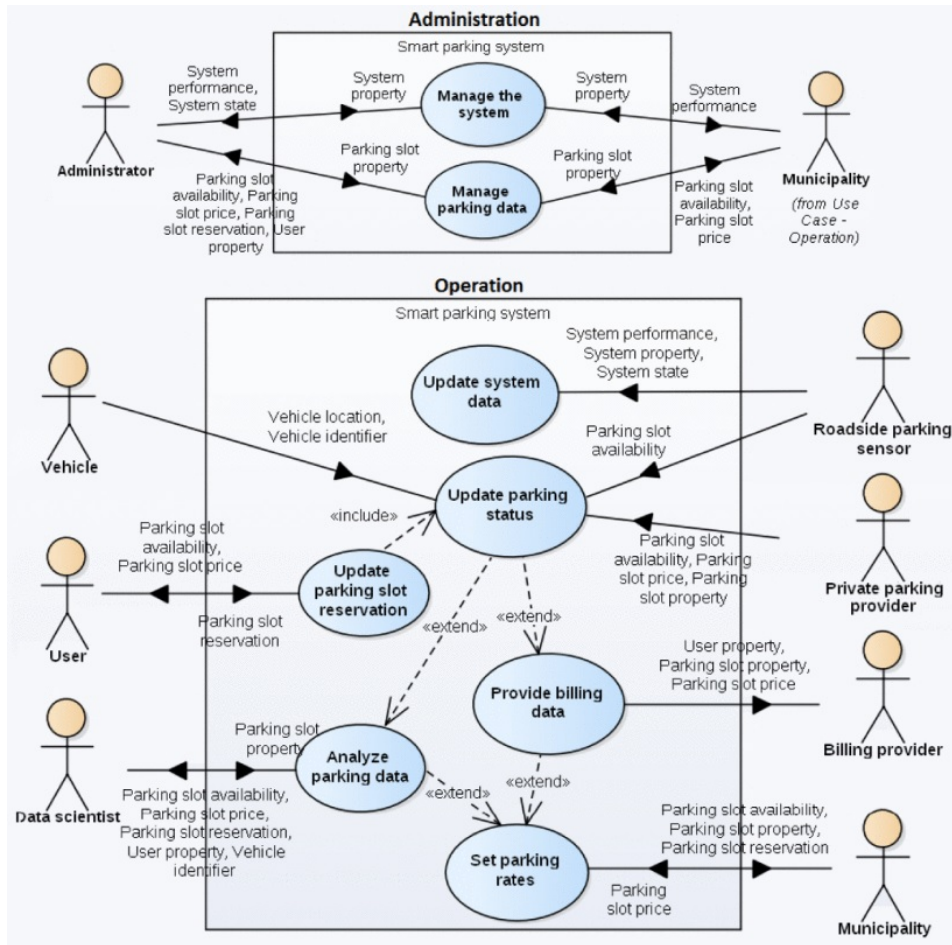 Administration
Smart parking system
System
performance,
System state
System
property
Manage the
system
System
property
System
performance
Administrator
Parking slot
availability, Parking
slot price, Parking
slot reservation, User
property
Parking slot
property
Manage
parking data
Parking slot
property
Parking slot
availability,
Parking slot
price
Municipality
(from Use
Case -
Operation)
Operation
Smart parking system
Vehicle
Vehicle location,
Vehicle identifier
Update system
data
System performance,
System property,
System state
Roadside parking
sensor
Parking slot
availability
Update parking
status
«include»
Parking slot
availability, Parking
slot price, Parking
slot property
Private parking
provider
User
Parking slot
availability,
Parking slot price
Parking slot
reservation
Update
parking slot
reservation
«extend»
«extend»
Provide billing
data
User property,
Parking slot property,
Parking slot price
Billing provider
Data scientist
Parking slot
property
Parking slot availability,
Parking slot price,
Parking slot reservation,
User property, Vehicle
identifier
Analyze
parking data
«extend»
«extend»
Set parking
rates
Parking slot availability,
Parking slot property,
Parking slot reservation
Parking
slot price
Municipality